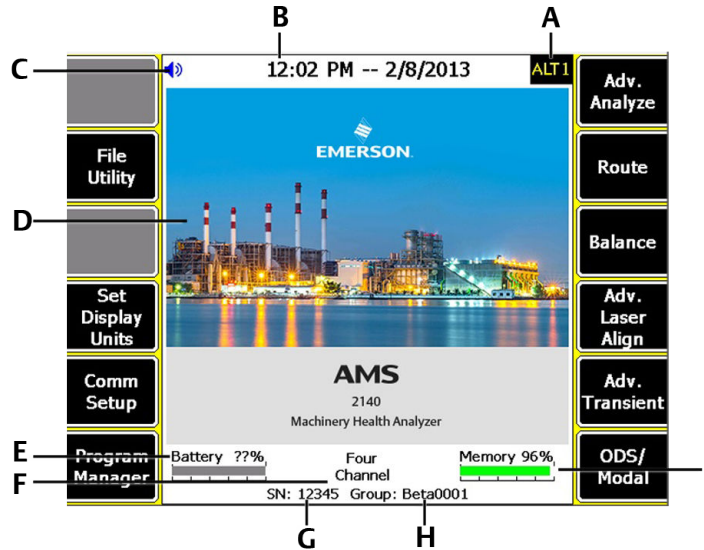 B
A
C
12:02 PM -- 2/8/2013
ALT1
Adv.
Analyze
EMERSON
File
Utility
Route
D
Balance
Set
Display
Units
Adv.
Laser
Align
AMS
2140
Machinery Health Analyzer
Comm
Setup
Adv.
Transient
E
Program
Manager
Battery ??%
Four
Channel
Memory 96%
ODS/
Modal
F
SN: 12345 Group: Beta0001
G
H